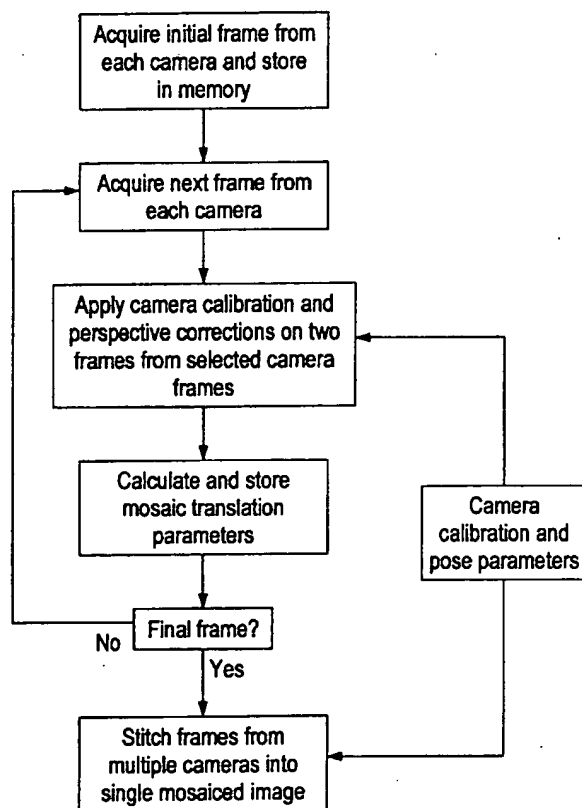 Acquire initial frame from
each camera and store
in memory
Acquire next frame from
each camera
Apply camera calibration and
perspective corrections on two
frames from selected camera
frames
Calculate and store
mosaic translation
parameters
Camera
calibration and
pose parameters
Final frame?
No
Yes
Stitch frames from
multiple cameras into
single mosaiced image